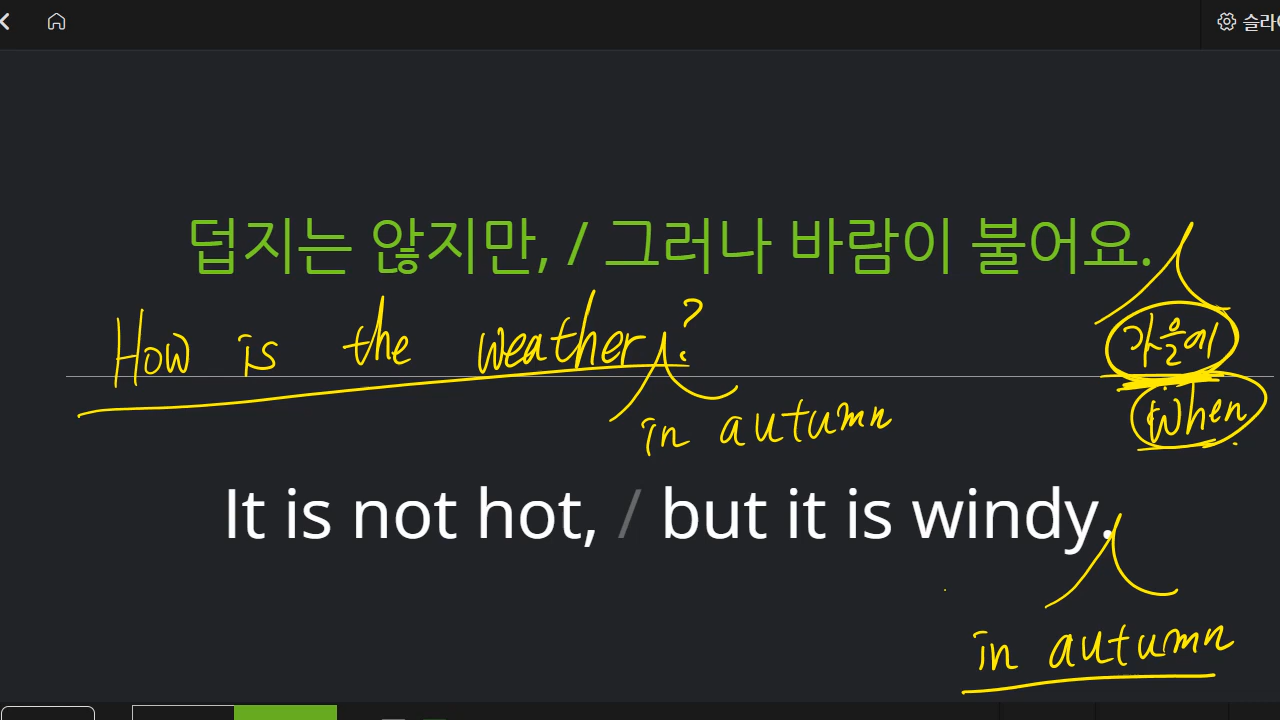 슬라
덥지는 않지만, / 그러나 바람이 불어요.
How is the weather?
가을에
in autumn
When
It is not hot, / but it is windy.
in autumn